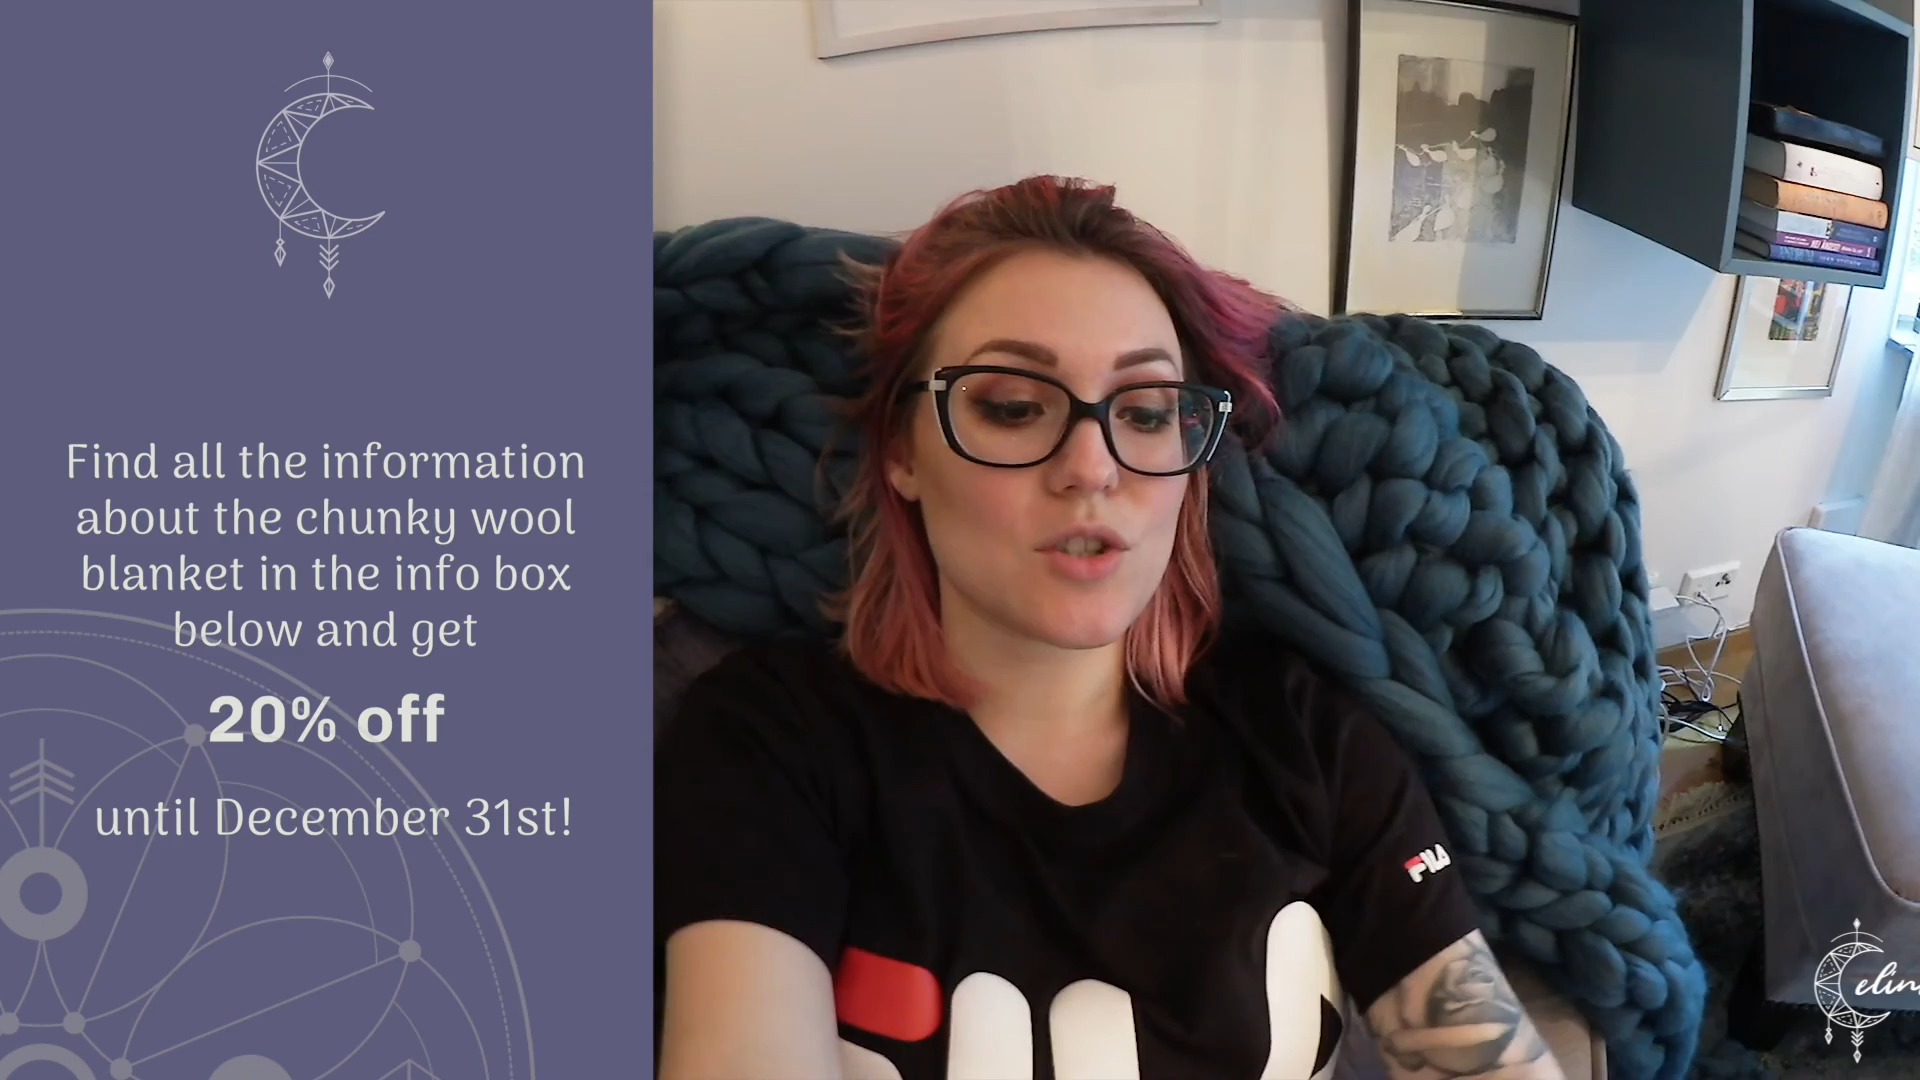 Find all the information
about the chunky wool
blanket in the info box
below and get
20% off
until December 31st!
FILA